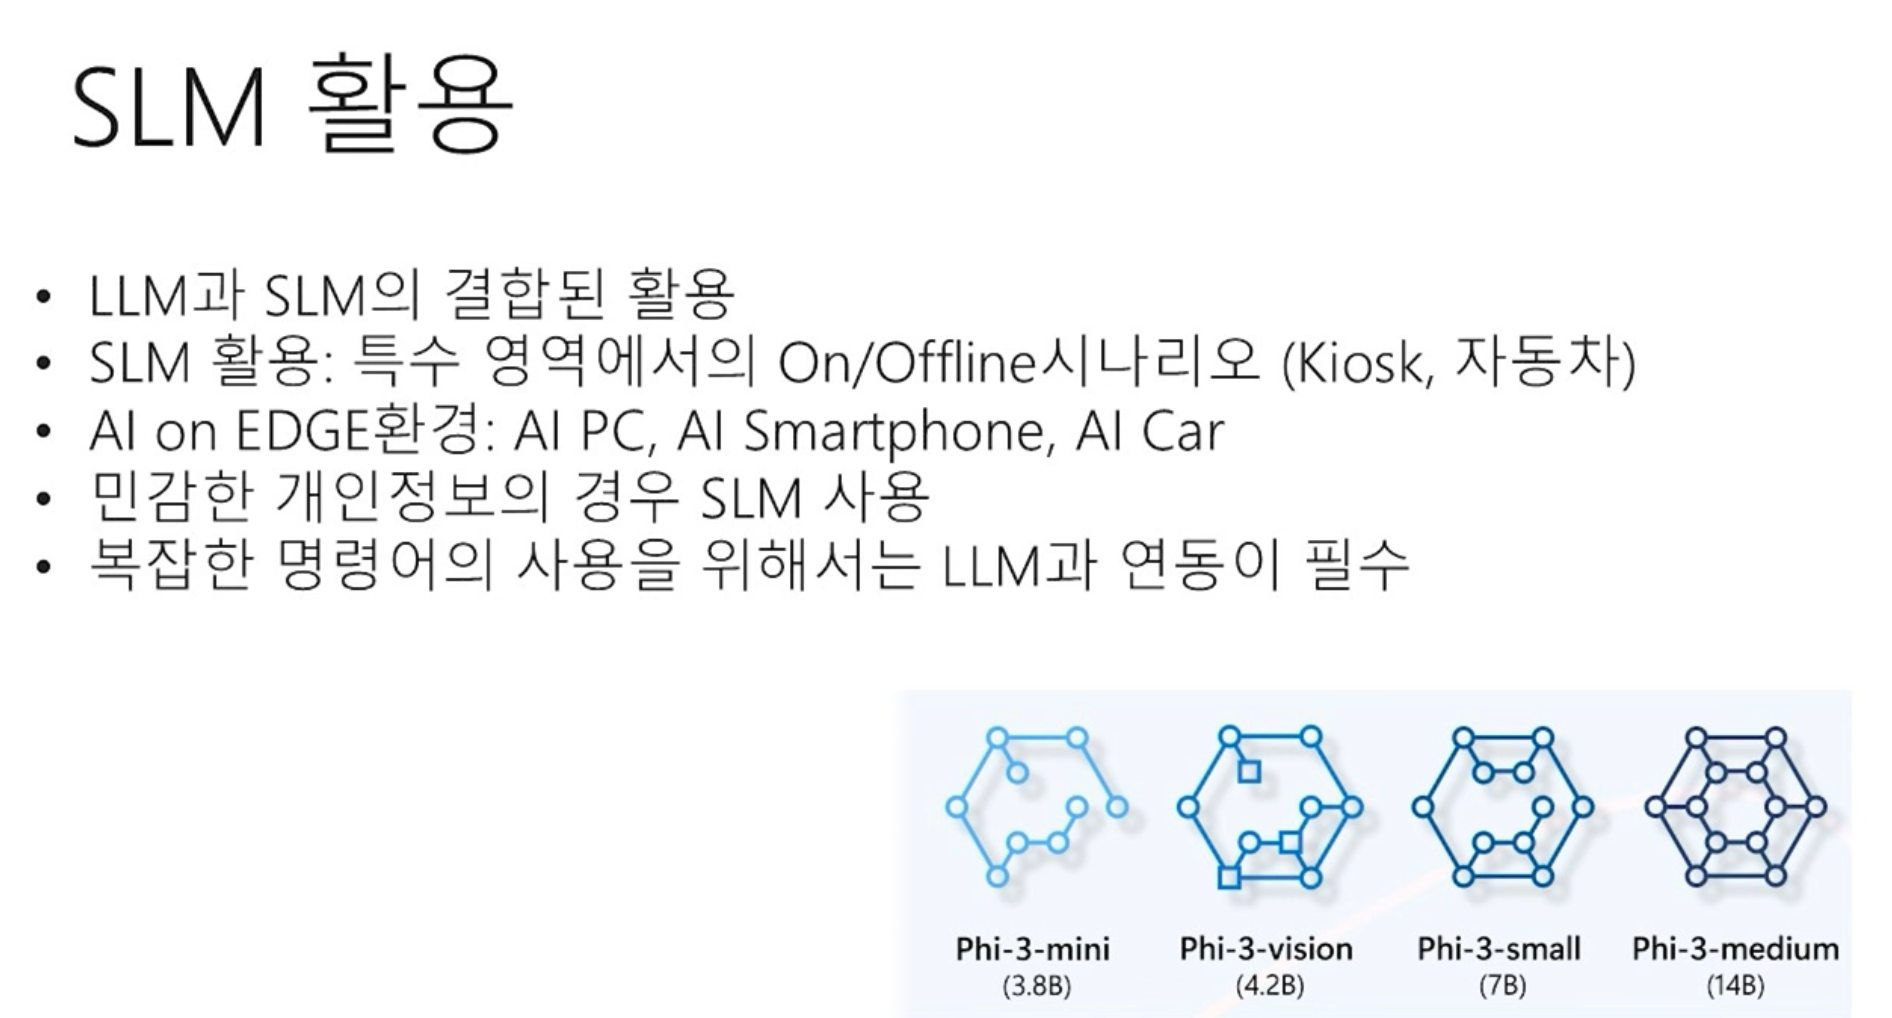 SLM 활용
• LLM과 SLM의 결합된 활용
• SLM 활용: 특수 영역에서의 On/Offline시나리오 (Kiosk, 자동차)
• AI on EDGE환경: AI PC, AI Smartphone, AI Car
• 민감한 개인정보의 경우 SLM 사용
• 복잡한 명령어의 사용을 위해서는 LLM과 연동이 필수
Phi-3-mini Phi-3-vision Phi-3-small Phi-3-medium
(3.8B) (4.2B) (7B) (14B)